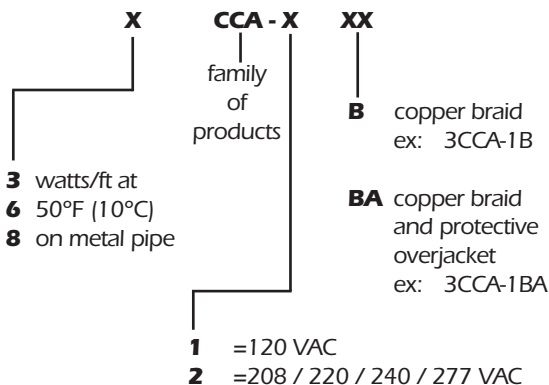 X CCA - X XX
family
of
products
B copper braid
ex: 3CCA-1B
3 watts/ft at
6 50°F (10°C)
8 on metal pipe
BA copper braid
and protective
overjacket
ex: 3CCA-1BA
1 =120 VAC
2 =208 / 220 / 240 / 277 VAC